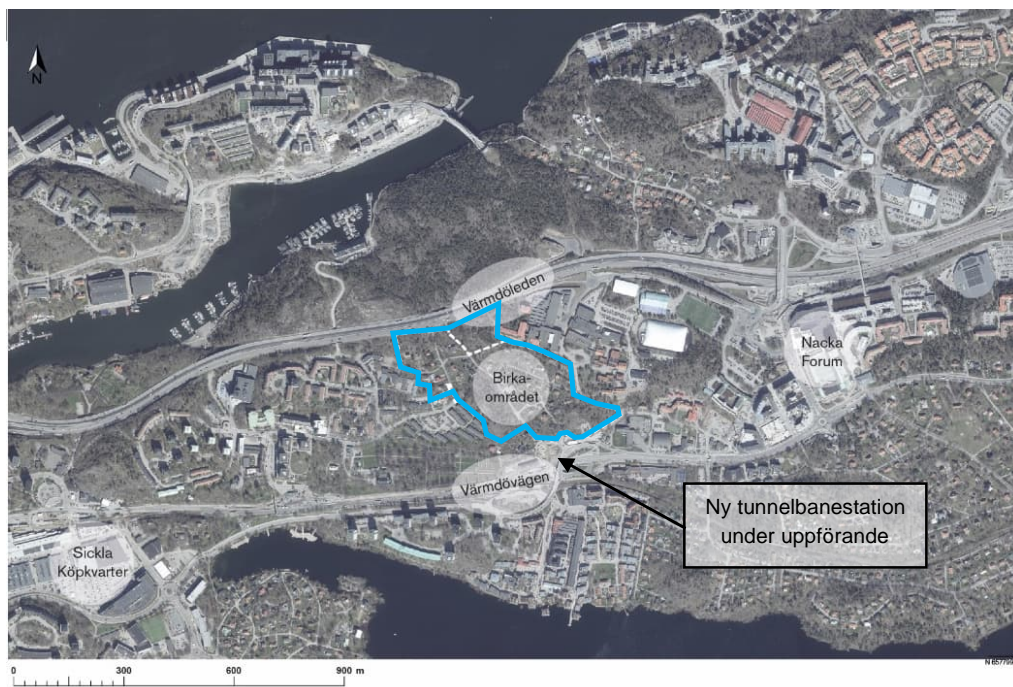 N
Värmdöleden
Nacka
Forum
Birka-
området
Värmdövägen
Ny tunnelbanestation
under uppförande
Sickla
Köpkvarter
0 300 600 900 m